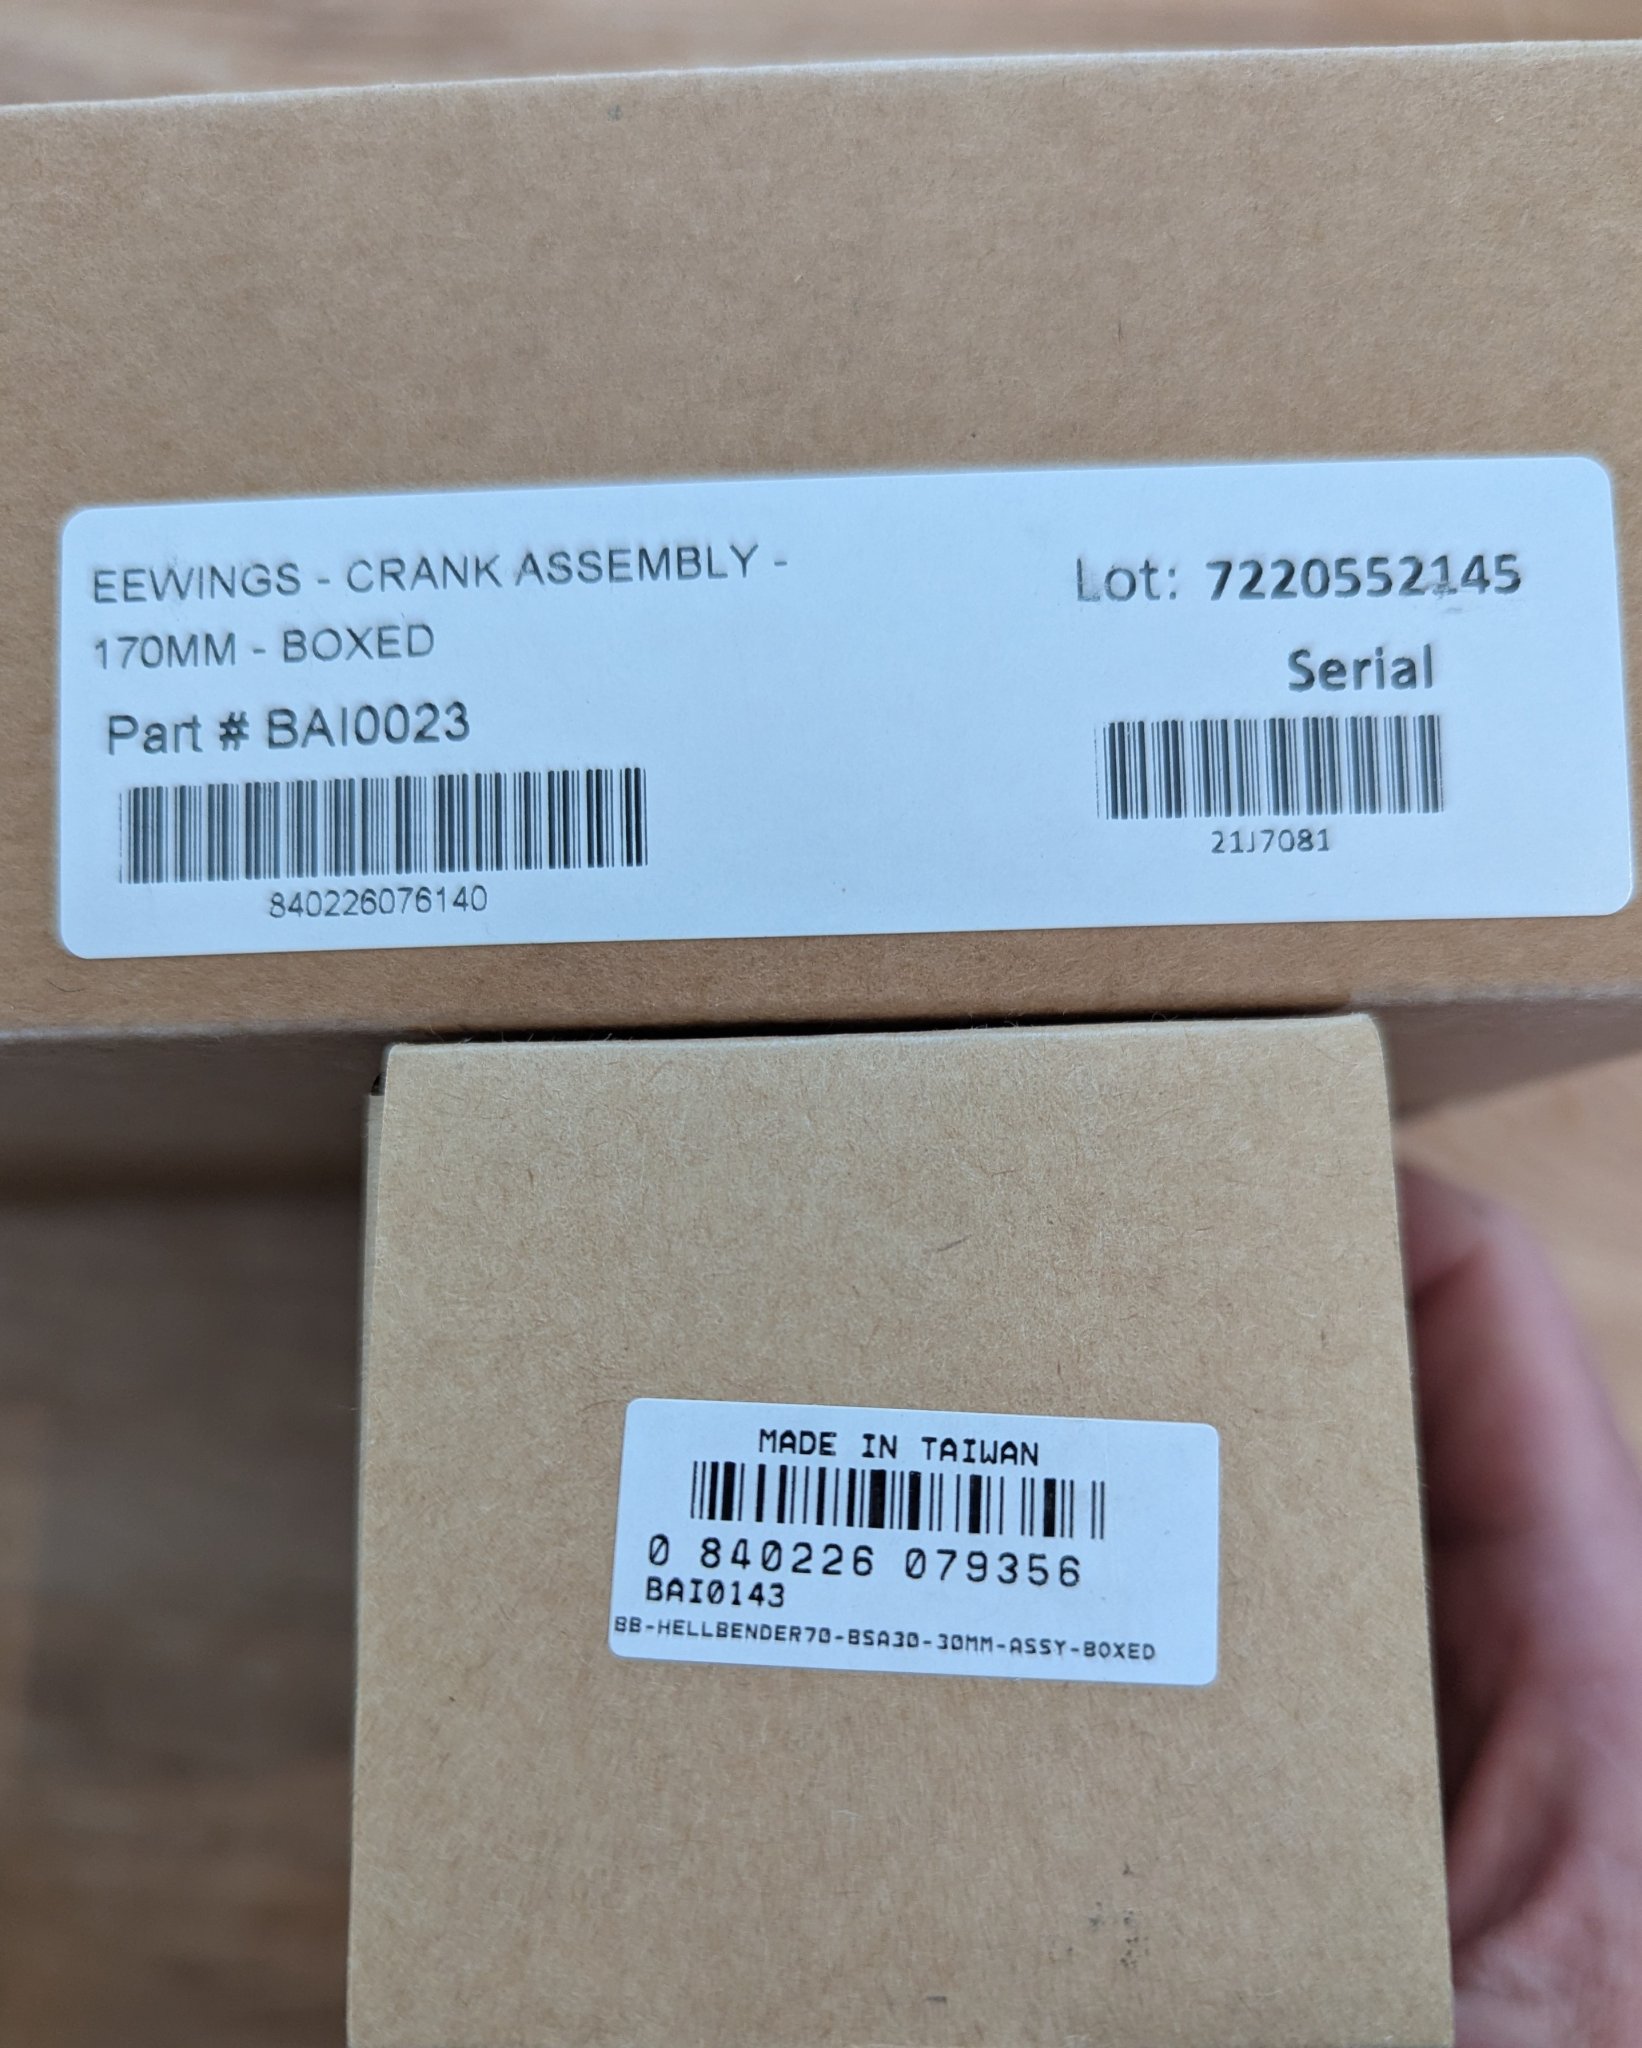 EEWINGS - CRANK ASSEMBLY -
170MM - BOXED
Part # BAI0023
840226076140
Lot: 7220552145
Serial
21J7081
MADE IN TAIWAN
0 840226 079356
BAI0143
BB-HELLBENDER70-BSA30-30MM-ASSY-BOXED